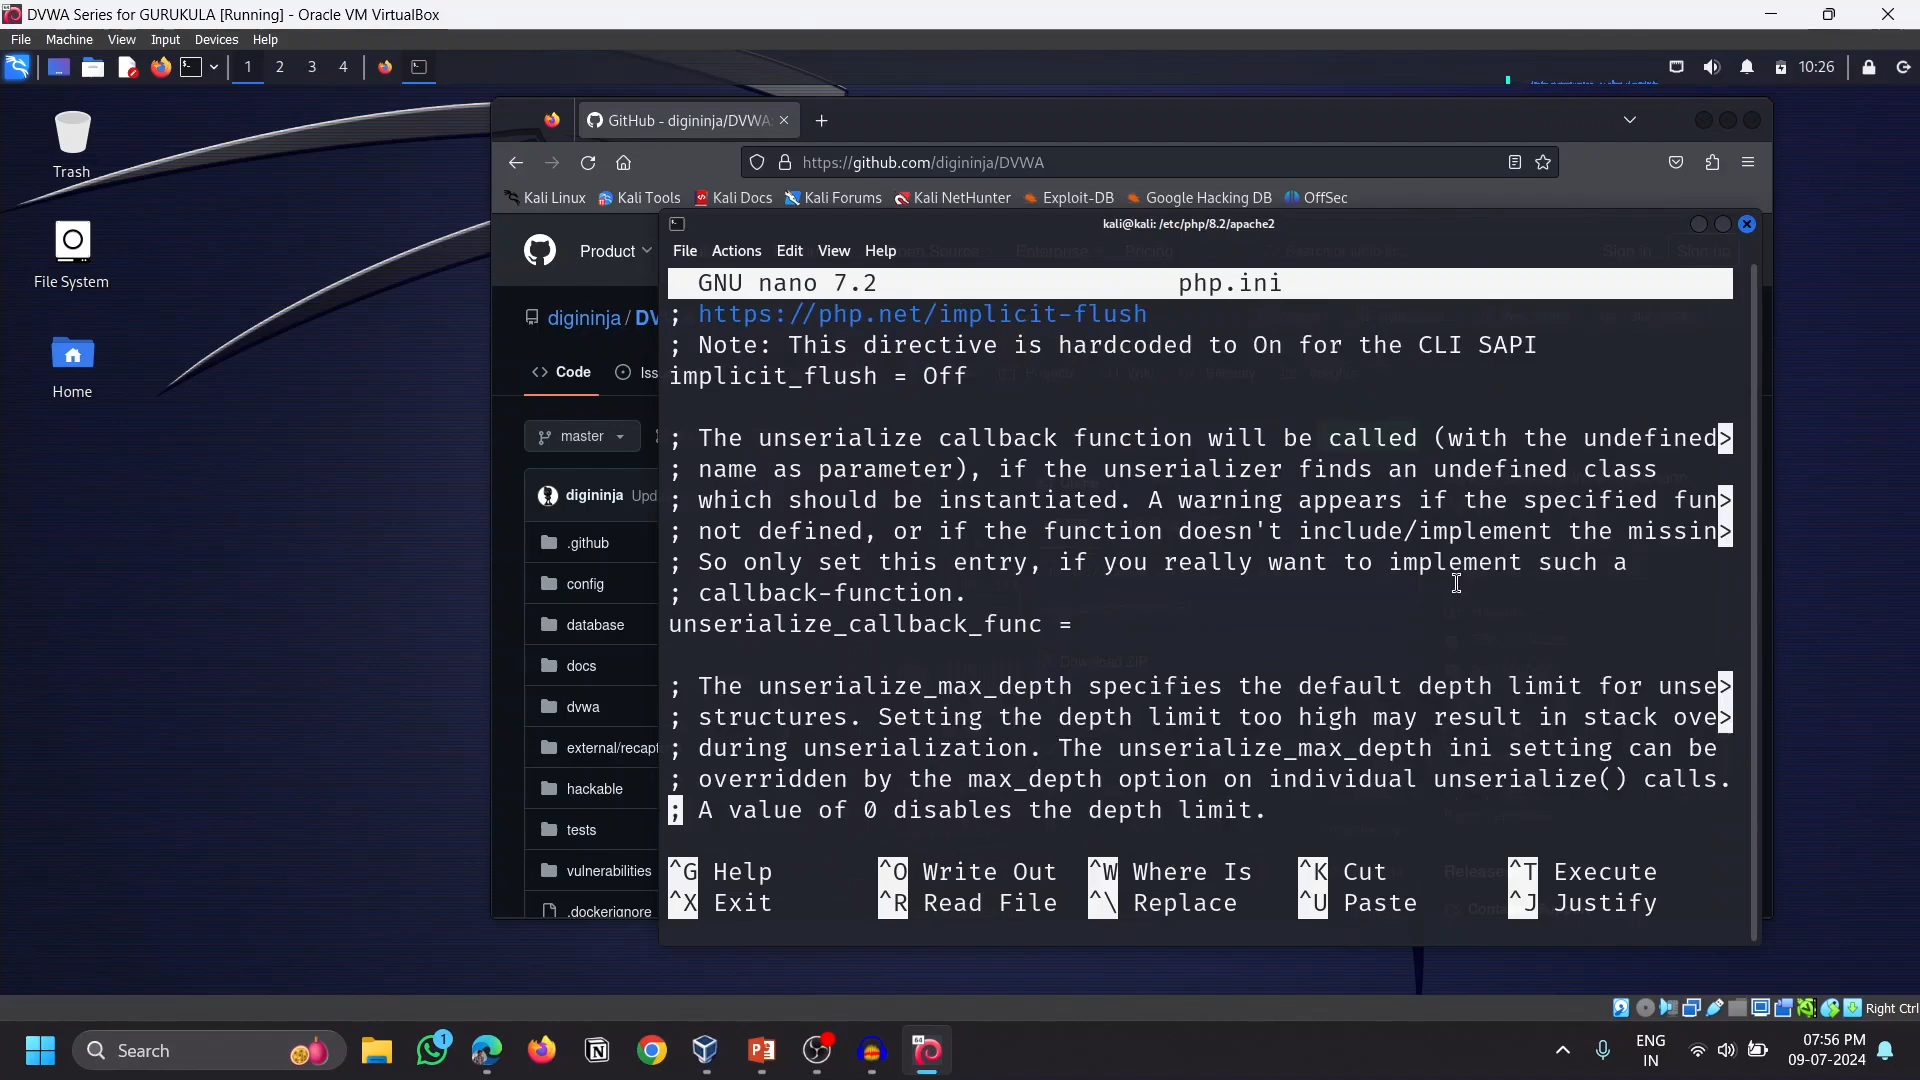 DVWA Series for GURUKULA [Running] - Oracle VM VirtualBox
File Machine View Input Devices Help
1 2 3 4
10:26
Trash
File System
Home
GitHub - digininja/DVWA
https://github.com/digininja/DVWA
Kali Linux Kali Tools Kali Docs Kali Forums Kali NetHunter Exploit-DB Google Hacking DB OffSec
Product
digininja / DV
Code Iss
master
digininja Upd
.github
config
database
docs
dvwa
external/recapt
hackable
tests
vulnerabilities
.dockerignore
kali@kali: /etc/php/8.2/apache2
File Actions Edit View Help
GNU nano 7.2 php.ini
; https://php.net/implicit-flush
; Note: This directive is hardcoded to On for the CLI SAPI
implicit_flush = Off
; The unserialize callback function will be called (with the undefined>
; name as parameter), if the unserializer finds an undefined class
; which should be instantiated. A warning appears if the specified fun>
; not defined, or if the function doesn't include/implement the missin>
; So only set this entry, if you really want to implement such a
; callback-function.
unserialize_callback_func =
; The unserialize_max_depth specifies the default depth limit for unse>
; structures. Setting the depth limit too high may result in stack ove>
; during unserialization. The unserialize_max_depth ini setting can be
; overridden by the max_depth option on individual unserialize() calls.
; A value of 0 disables the depth limit.
^G Help ^O Write Out ^W Where Is ^K Cut ^T Execute
^X Exit ^R Read File ^\ Replace ^U Paste ^J Justify
Right Ctrl
Search
1
64
ENG
IN
07:56 PM
09-07-2024